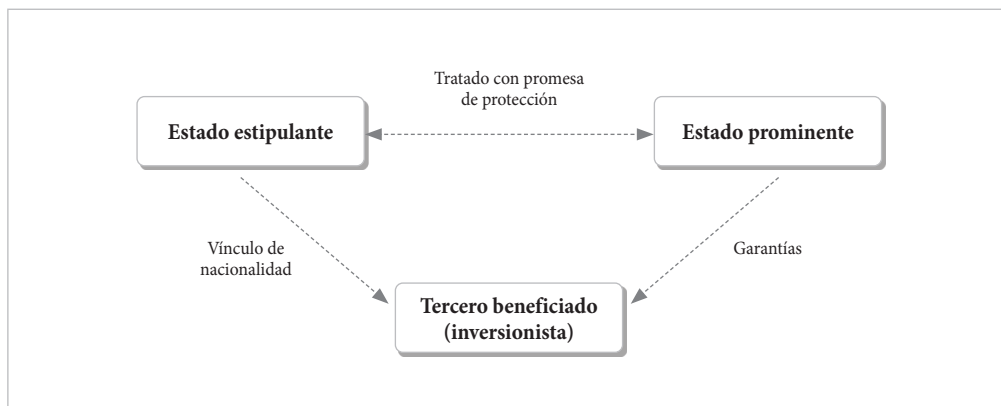 Tratado con promesa
de protección
Estado estipulante
Estado prominente
Vínculo de
nacionalidad
Garantías
Tercero beneficiado
(inversionista)